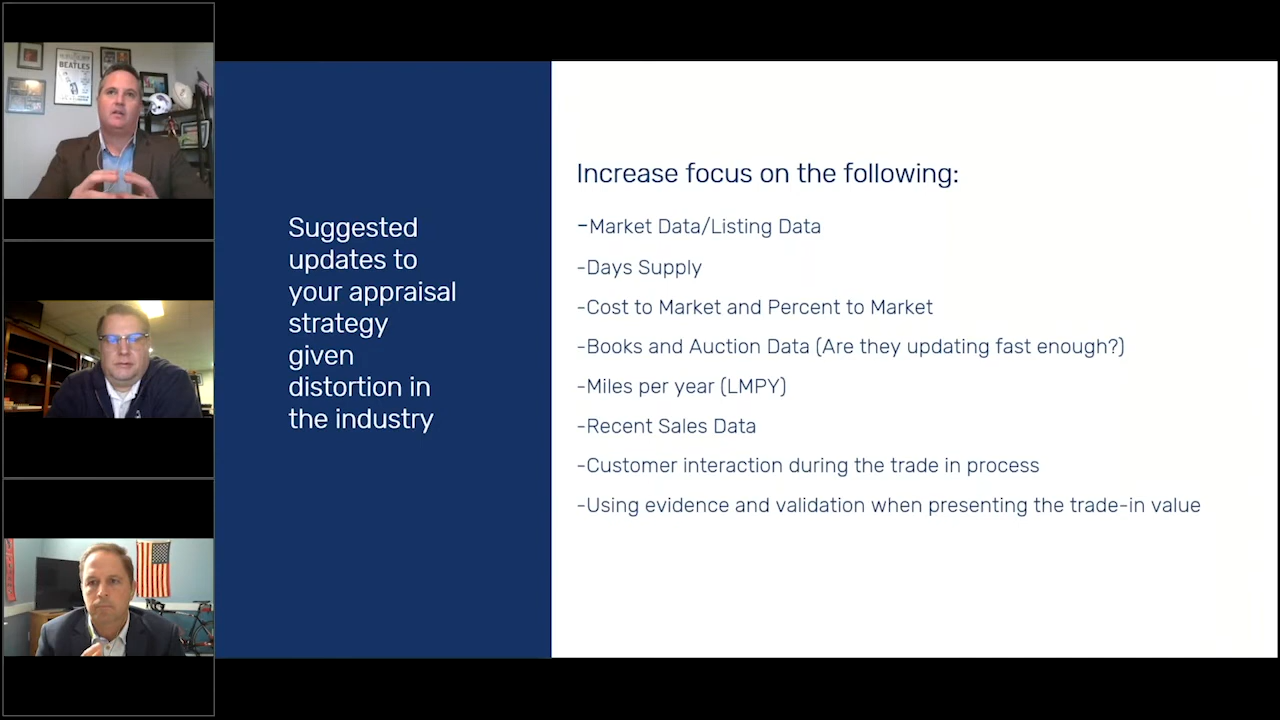 BEATLES
Suggested
updates to
your appraisal
strategy
given
distortion in
the industry
Increase focus on the following:
-Market Data/Listing Data
-Days Supply
-Cost to Market and Percent to Market
-Books and Auction Data (Are they updating fast enough?)
-Miles per year (LMPY)
-Recent Sales Data
-Customer interaction during the trade in process
-Using evidence and validation when presenting the trade-in value